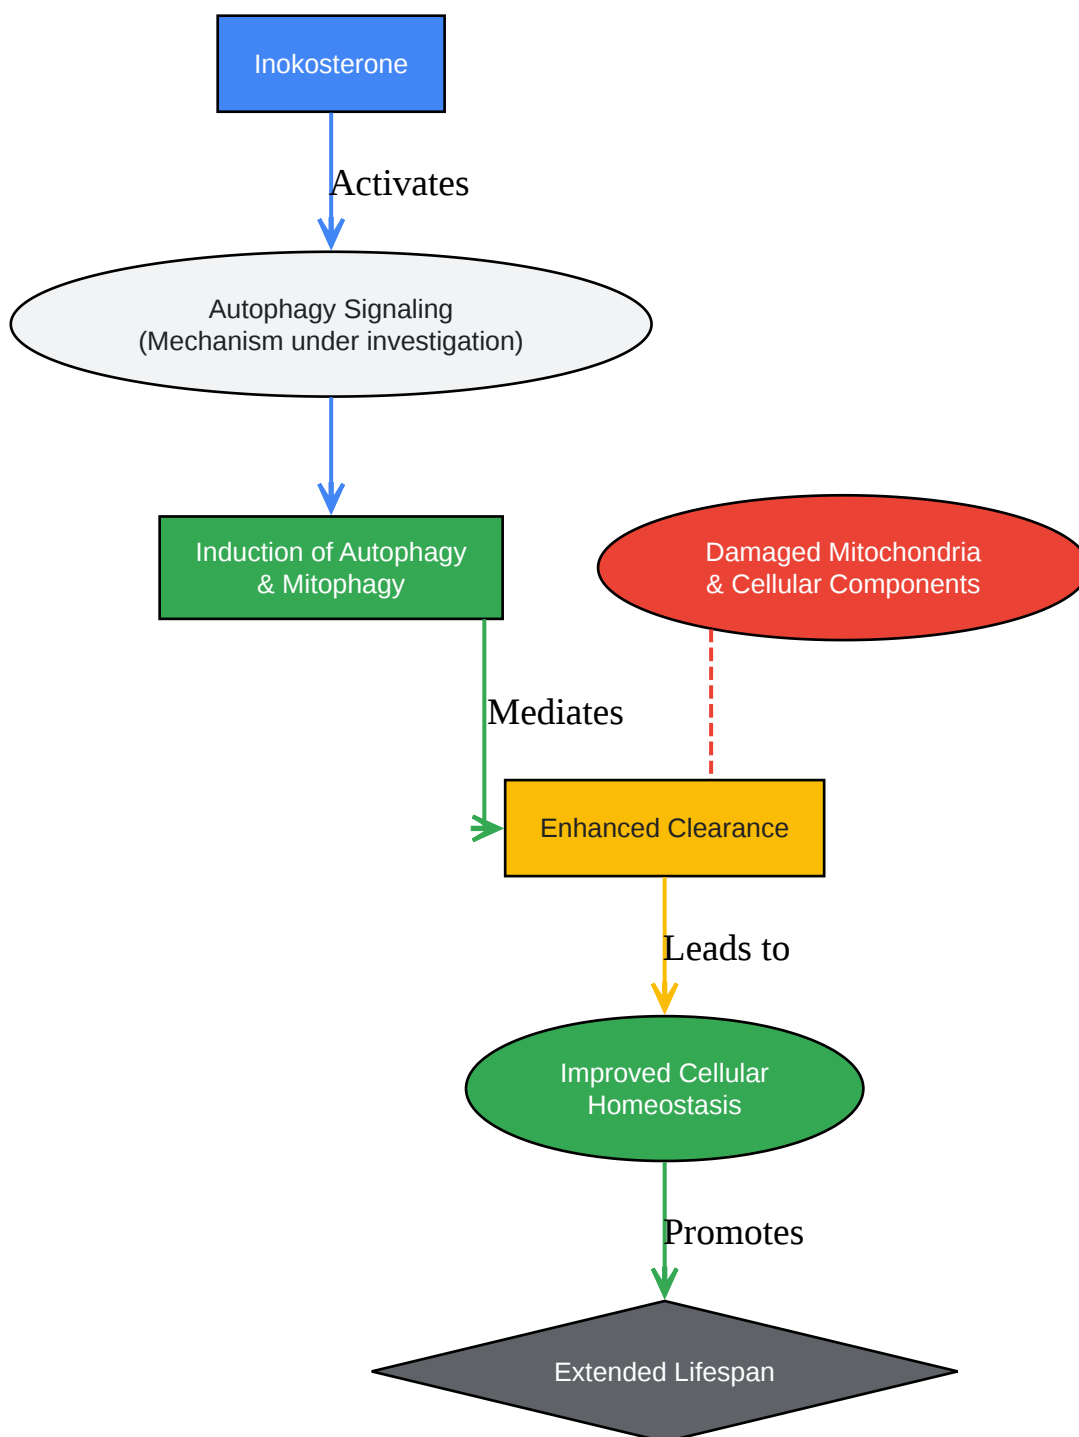 Inokosterone
Activates
Autophagy Signaling
(Mechanism under investigation)
Induction of Autophagy
& Mitophagy
Damaged Mitochondria
& Cellular Components
Mediates
Enhanced Clearance
Leads to
Improved Cellular
Homeostasis
Promotes
Extended Lifespan